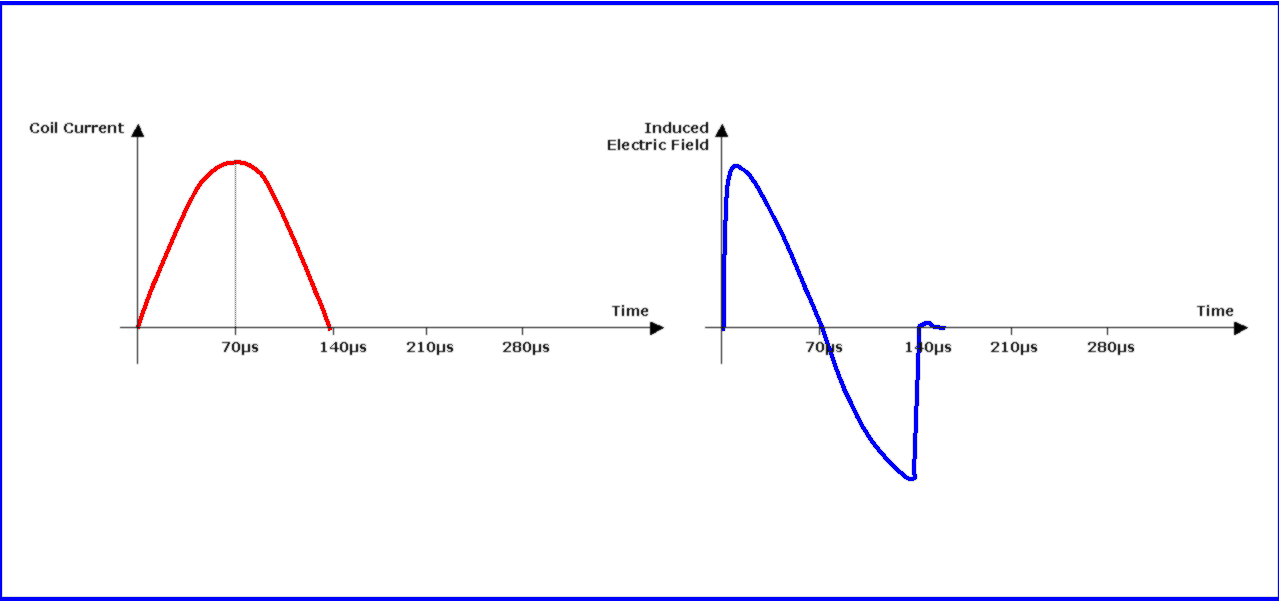 Coil Current
Time
70µs
140µs
210µs
280µs
Induced
Electric Field
Time
70µs
140µs
210µs
280µs